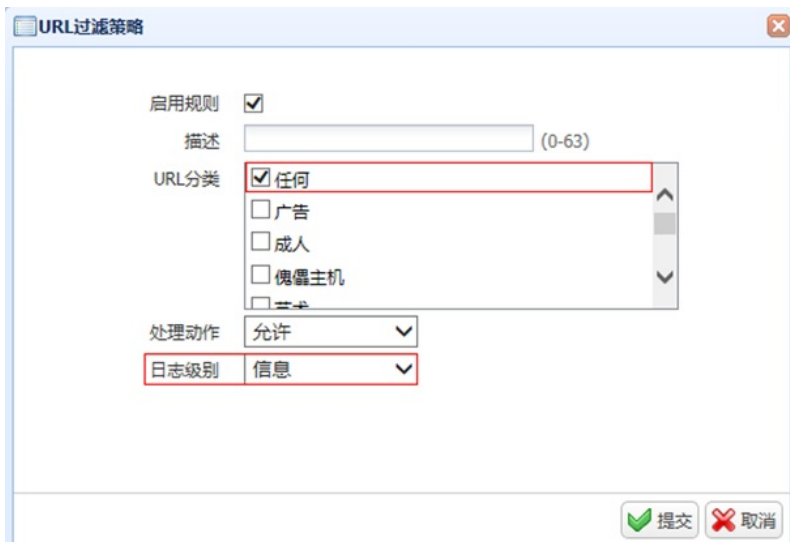 URL过滤策略
启用规则
描述 (0-63)
URL分类 任何
广告
成人
傀儡主机
艺术
处理动作 允许
日志级别 信息
提交 取消